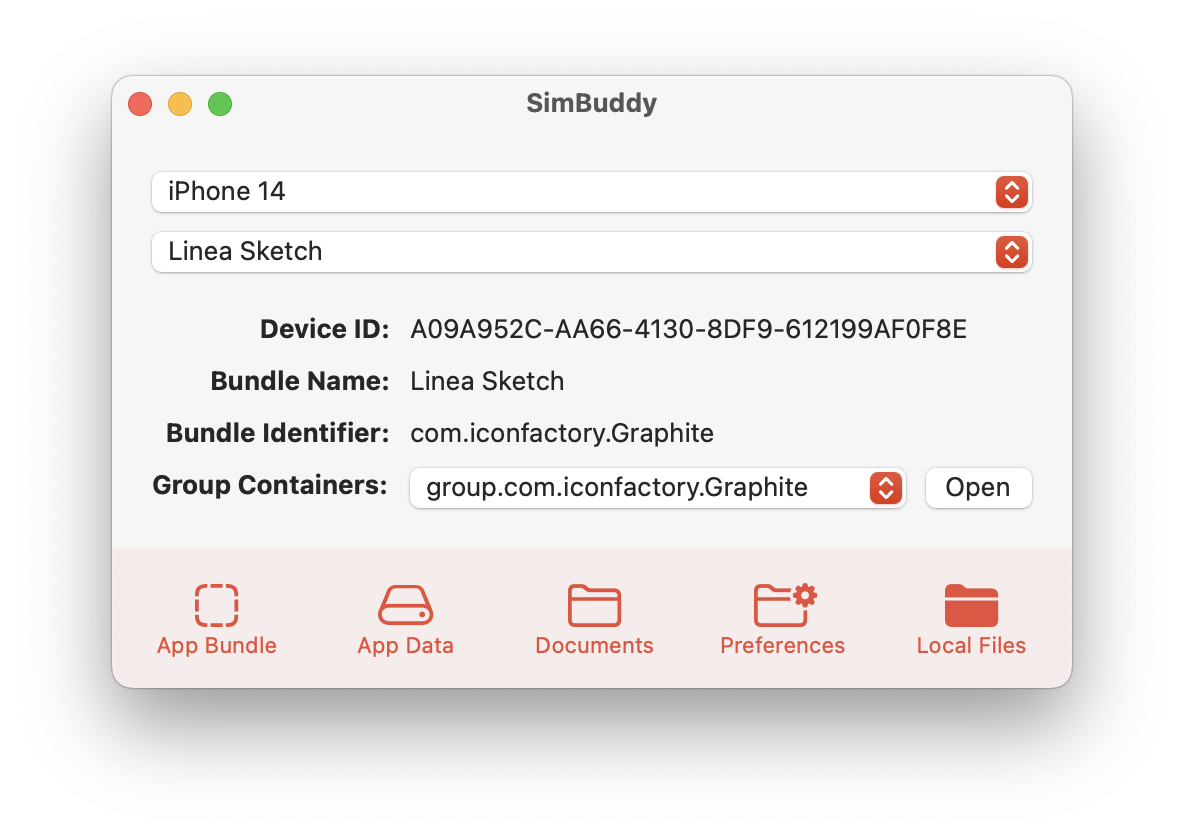 SimBuddy
iPhone 14
Linea Sketch
Device ID: A09A952C-AA66-4130-8DF9-612199AF0F8E
Bundle Name: Linea Sketch
Bundle Identifier: com.iconfactory.Graphite
Group Containers: group.com.iconfactory.Graphite Open
App Bundle App Data Documents Preferences Local Files